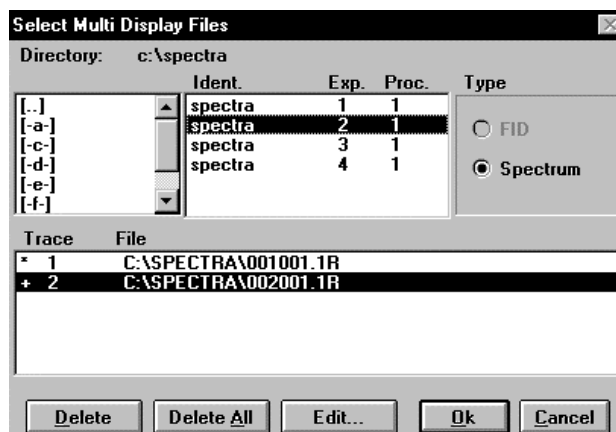 Select Multi Display Files
Directory: c:\spectra
Ident. Exp. Proc. Type
[..]
[-a-]
[-c-]
[-d-]
[-e-]
[-f-]
spectra 1 1
spectra 2 1
spectra 3 1
spectra 4 1
FID
Spectrum
Trace File
* 1 C:\SPECTRA\001001.1R
+ 2 C:\SPECTRA\002001.1R
Delete Delete All Edit... Ok Cancel